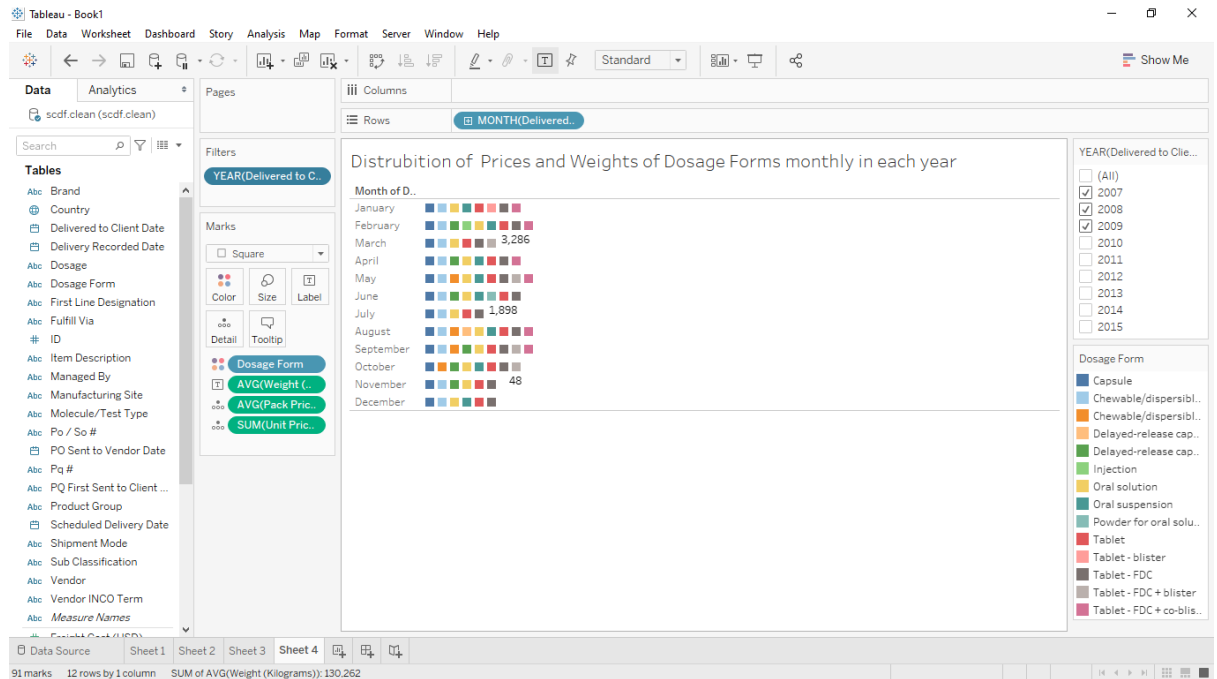 Tableau - Book1
File Data Worksheet Dashboard Story Analysis Map Format Server Window Help
Standard
Show Me
Data Analytics
scdf.clean (scdf.clean)
Search
Tables
Abc Brand
Country
Delivered to Client Date
Delivery Recorded Date
Abc Dosage
Abc Dosage Form
Abc First Line Designation
Abc Fulfill Via
# ID
Abc Item Description
Abc Managed By
Abc Manufacturing Site
Abc Molecule/Test Type
Abc Po / So #
PO Sent to Vendor Date
Abc Pq #
Abc PQ First Sent to Client ...
Abc Product Group
Scheduled Delivery Date
Abc Shipment Mode
Abc Sub Classification
Abc Vendor
Abc Vendor INCO Term
Abc Measure Names
# Freight Cost (USD)
Pages
Filters
YEAR(Delivered to C..
Marks
Square
Color Size Label
Detail Tooltip
Dosage Form
AVG(Weight (..
AVG(Pack Pric..
SUM(Unit Pric..
Columns
Rows MONTH(Delivered..
Distrubition of Prices and Weights of Dosage Forms monthly in each year
Month of D..
January
February
March 3,286
April
May
June
July 1,898
August
September
October
November 48
December
YEAR(Delivered to Clie...
(All)
2007
2008
2009
2010
2011
2012
2013
2014
2015
Dosage Form
Capsule
Chewable/dispersibl..
Chewable/dispersibl..
Delayed-release cap..
Delayed-release cap..
Injection
Oral solution
Oral suspension
Powder for oral solu..
Tablet
Tablet - blister
Tablet - FDC
Tablet - FDC + blister
Tablet - FDC + co-blis..
Data Source Sheet 1 Sheet 2 Sheet 3 Sheet 4
91 marks 12 rows by 1 column SUM of AVG(Weight (Kilograms)): 130,262